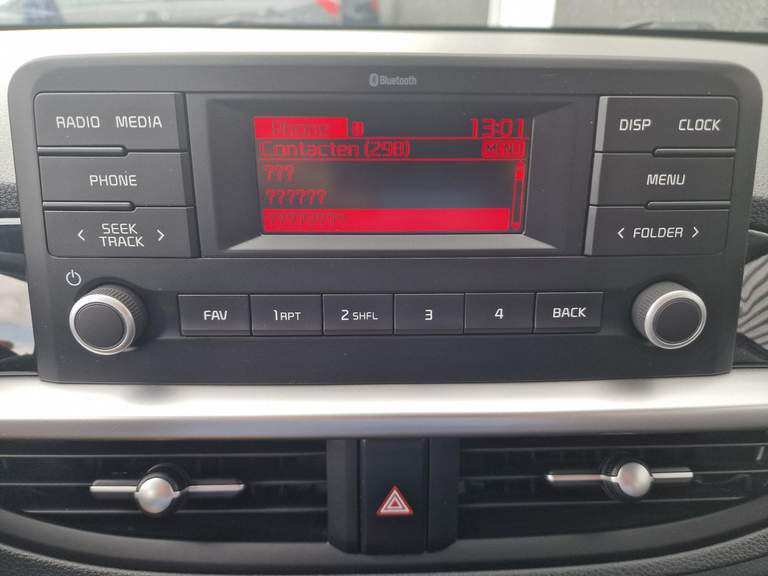 Bluetooth
RADIO MEDIA
Phone 13:01
DISP CLOCK
Contacten (298) MENU
???
??????
????????
PHONE
MENU
< SEEK TRACK >
< FOLDER >
FAV 1 RPT 2 SHFL 3 4 BACK